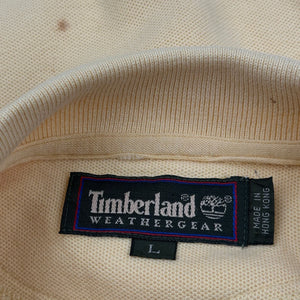 Timberland
WEATHERGEAR
MADE IN
HONG KONG
L